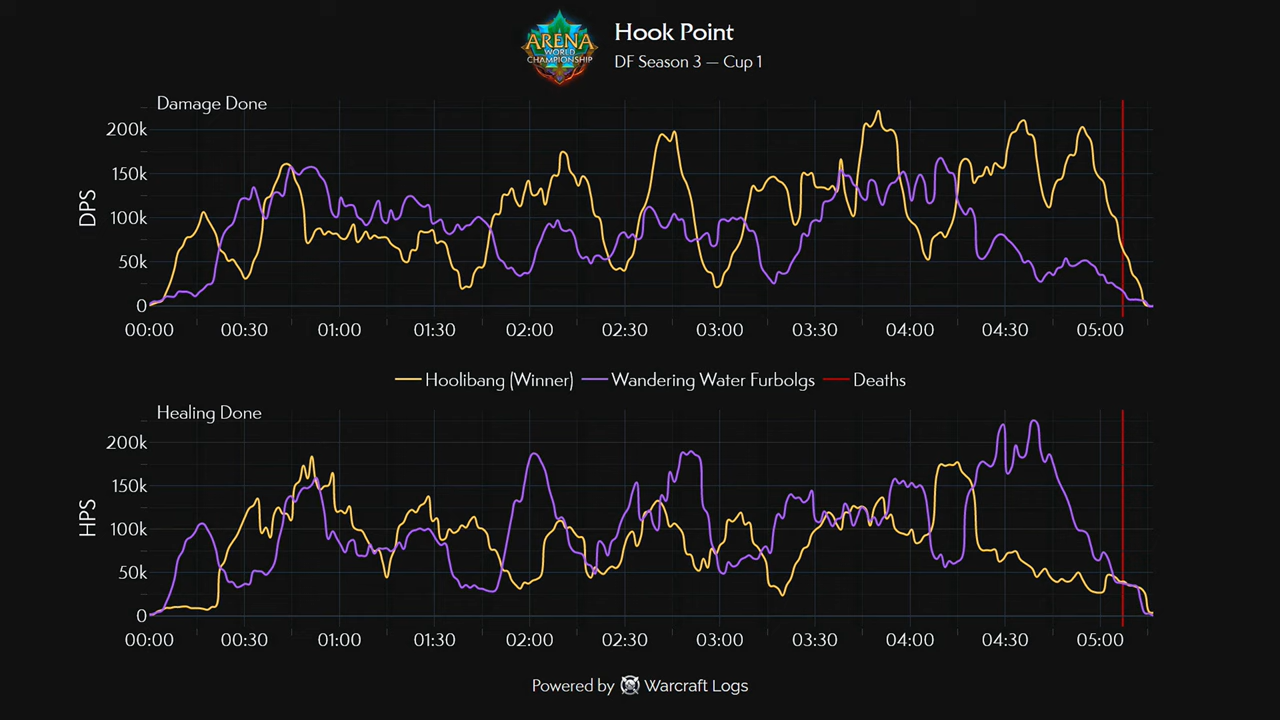 ARENA
WORLD
CHAMPIONSHIP
Hook Point
DF Season 3 — Cup 1
Damage Done
200k
150k
100k
50k
0
DPS
00:00 00:30 01:00 01:30 02:00 02:30 03:00 03:30 04:00 04:30 05:00
Hoolibang (Winner) Wandering Water Furbolgs Deaths
Healing Done
200k
150k
100k
50k
0
HPS
00:00 00:30 01:00 01:30 02:00 02:30 03:00 03:30 04:00 04:30 05:00
Powered by Warcraft Logs